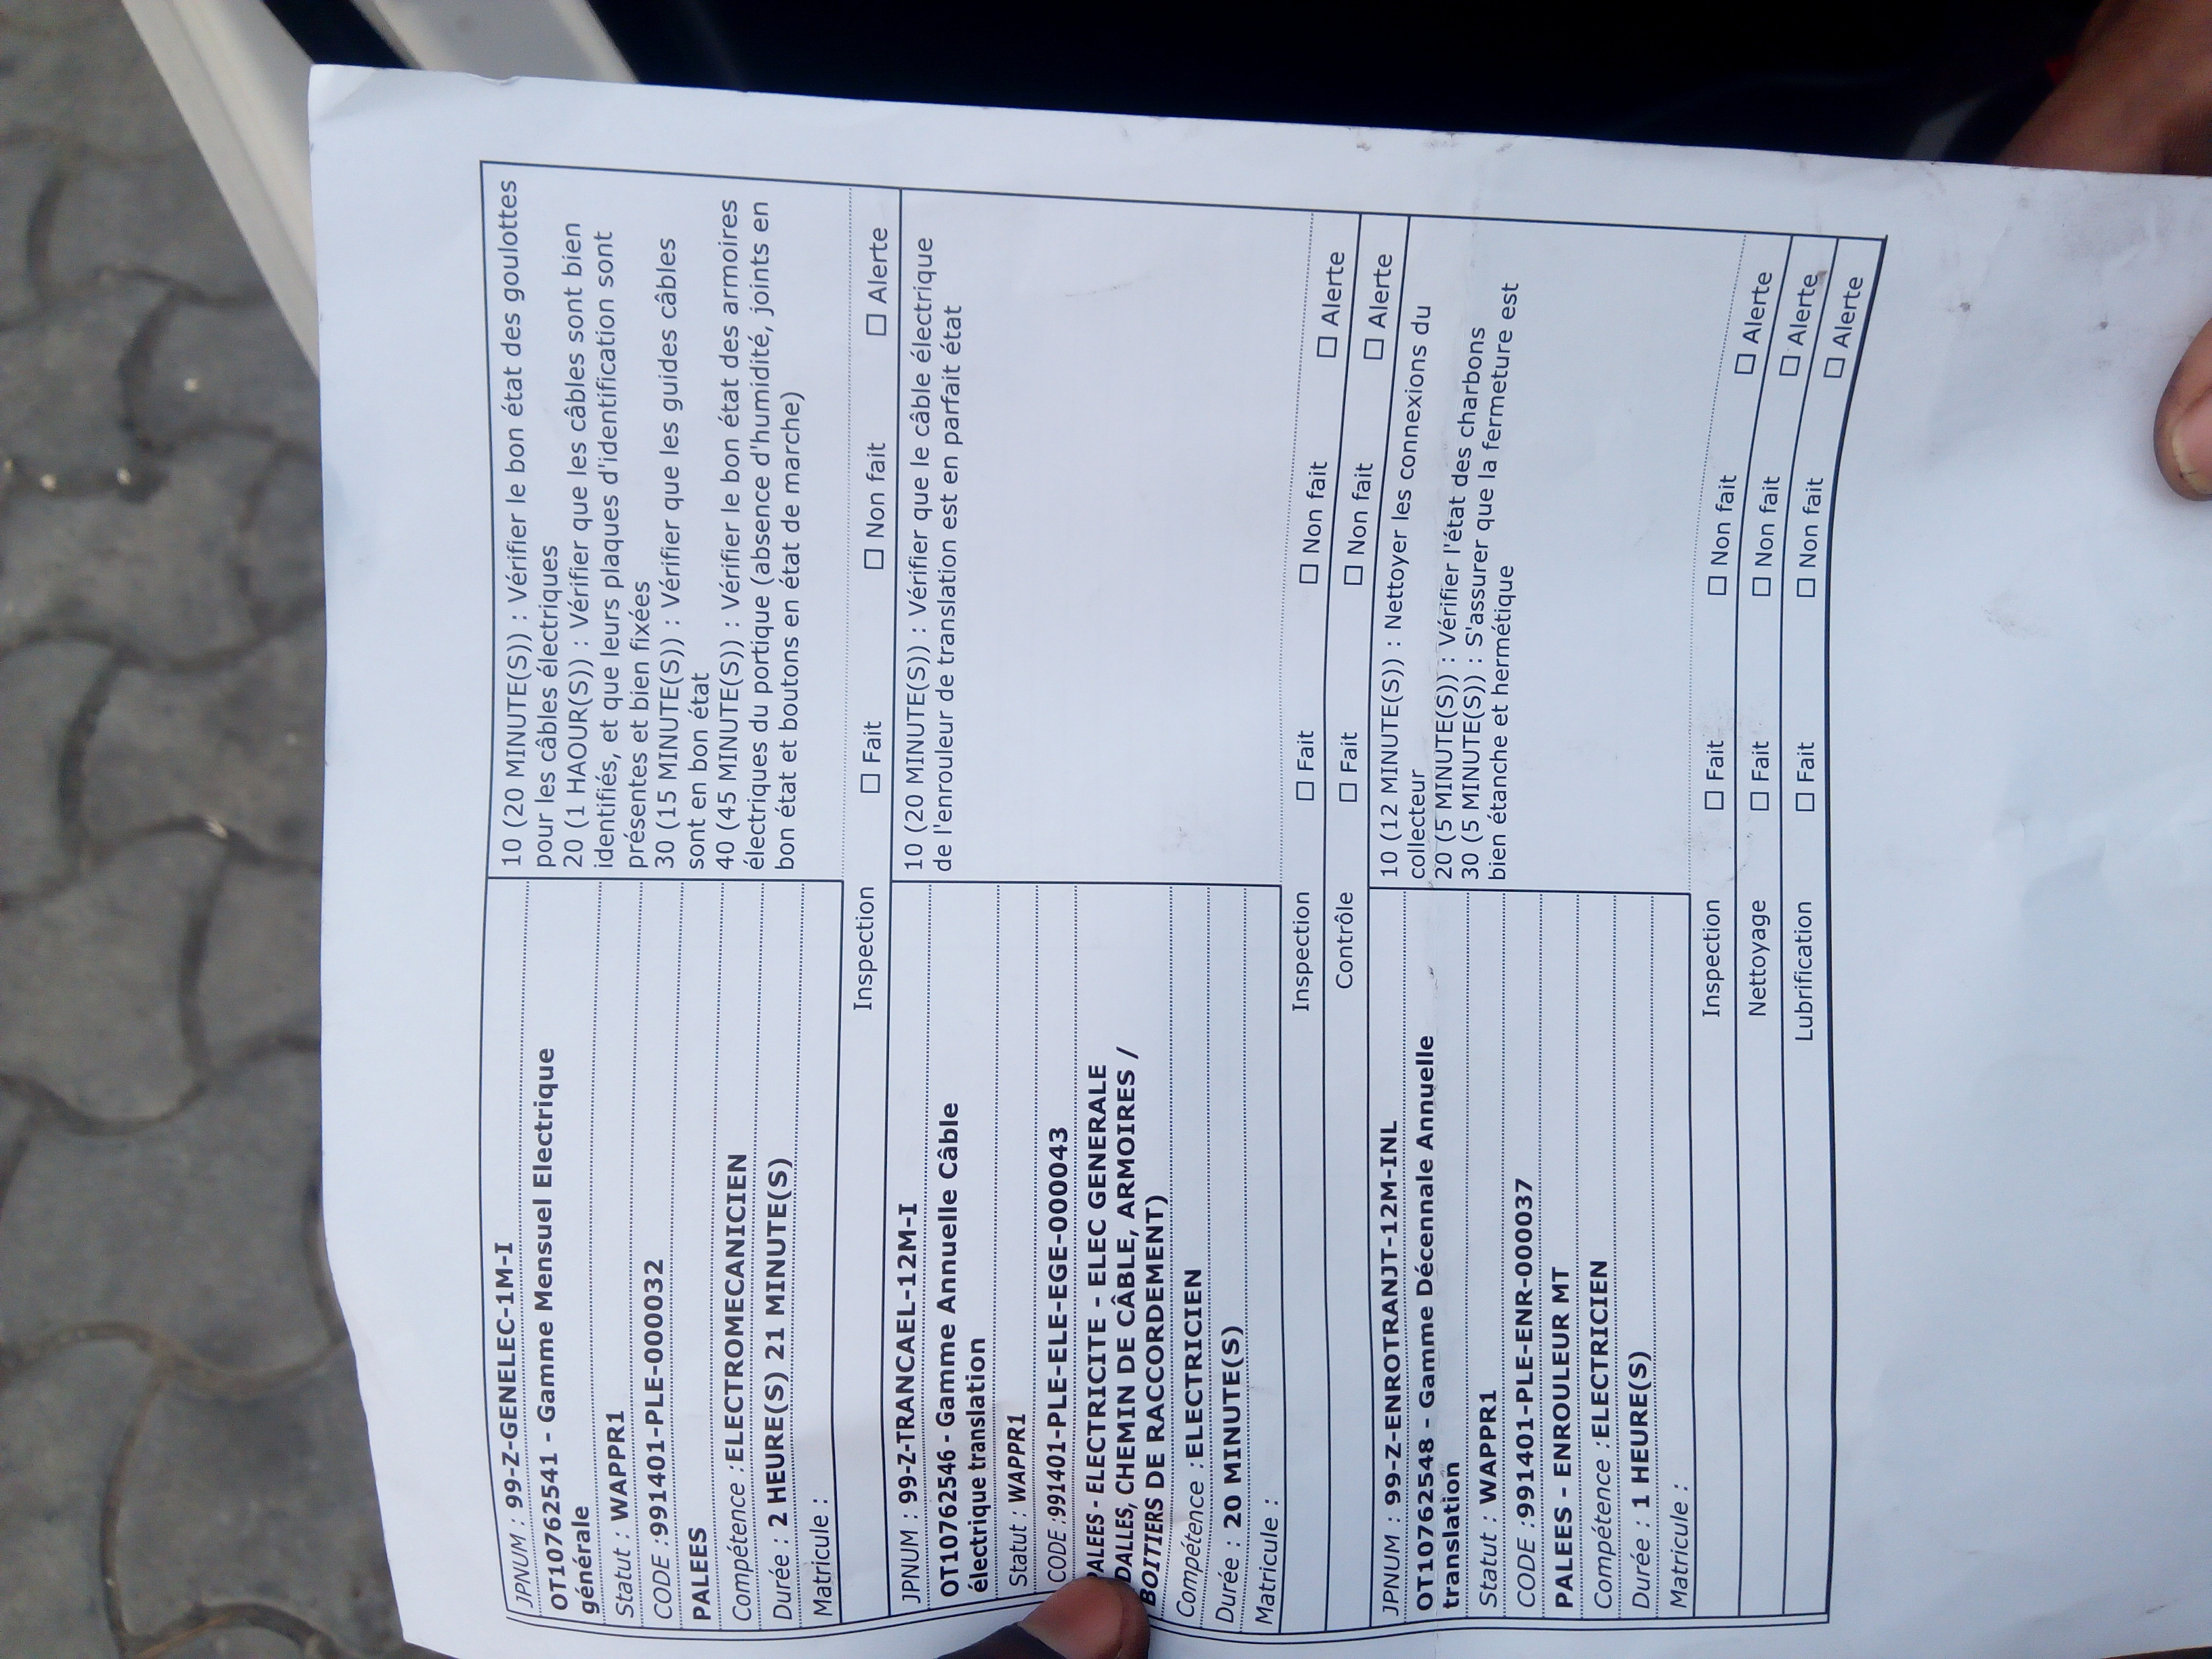 JPNUM : 99-Z-GENELEC-1M-I
OT10762541 - Gamme Mensuel Electrique
générale
Statut : WAPPR1
CODE :991401-PLE-000032
PALEES
Compétence :ELECTROMECANICIEN
Durée : 2 HEURE(S) 21 MINUTE(S)
Matricule :
10 (20 MINUTE(S)) : Vérifier le bon état des goulottes
pour les câbles électriques
20 (1 HAOUR(S)) : Vérifier que les câbles sont bien
identifiés, et que leurs plaques d'identification sont
présentes et bien fixées
30 (15 MINUTE(S)) : Vérifier que les guides câbles
sont en bon état
40 (45 MINUTE(S)) : Vérifier le bon état des armoires
électriques du portique (absence d'humidité, joints en
bon état et boutons en état de marche)
Inspection ☐ Fait ☐ Non fait ☐ Alerte
JPNUM : 99-Z-TRANCAEL-12M-I
OT10762546 - Gamme Annuelle Câble
électrique translation
Statut : WAPPR1
CODE :991401-PLE-ELE-EGE-000043
PALEES - ELECTRICITE - ELEC GENERALE
DALLES, CHEMIN DE CÂBLE, ARMOIRES /
BOITIERS DE RACCORDEMENT)
Compétence :ELECTRICIEN
Durée : 20 MINUTE(S)
Matricule :
10 (20 MINUTE(S)) : Vérifier que le câble électrique
de l'enrouleur de translation est en parfait état
Inspection ☐ Fait ☐ Non fait ☐ Alerte
Contrôle ☐ Fait ☐ Non fait ☐ Alerte
JPNUM : 99-Z-ENROTRANJT-12M-INL
OT10762548 - Gamme Décennale Annuelle
translation
Statut : WAPPR1
CODE :991401-PLE-ENR-000037
PALEES - ENROULEUR MT
Compétence :ELECTRICIEN
Durée : 1 HEURE(S)
Matricule :
10 (12 MINUTE(S)) : Nettoyer les connexions du
collecteur
20 (5 MINUTE(S)) : Vérifier l'état des charbons
30 (5 MINUTE(S)) : S'assurer que la fermeture est
bien étanche et hermétique
Inspection ☐ Fait ☐ Non fait ☐ Alerte
Nettoyage ☐ Fait ☐ Non fait ☐ Alerte
Lubrification ☐ Fait ☐ Non fait ☐ Alerte